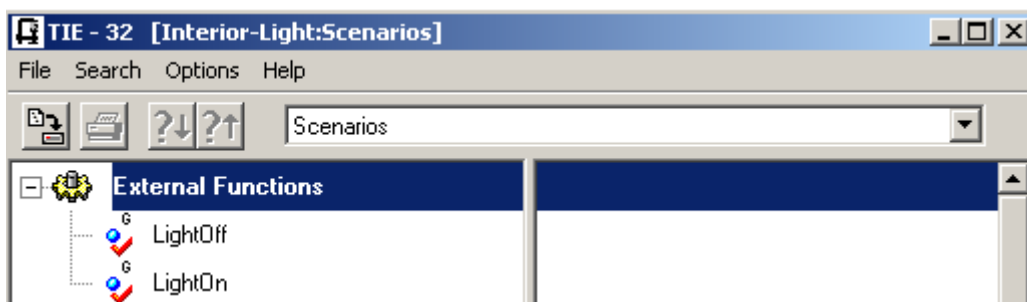 TIE - 32 [Interior-Light:Scenarios]
File Search Options Help
?↓ ?↑ Scenarios
External Functions
G
LightOff
G
LightOn